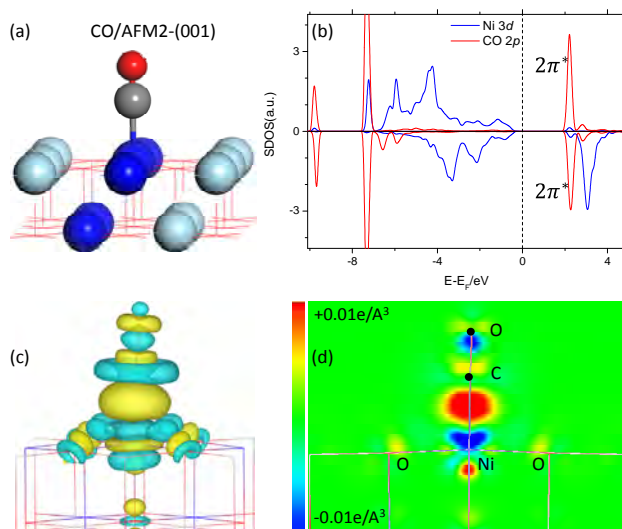 (a) CO/AFM2-(001)
(b)
Ni 3d
CO 2p
2π*
2π*
SDOS(a.u.)
3
0
-3
-8 -4 0 4
E-E_F/eV
(c)
(d)
+0.01e/A³
-0.01e/A³
O
C
O Ni O